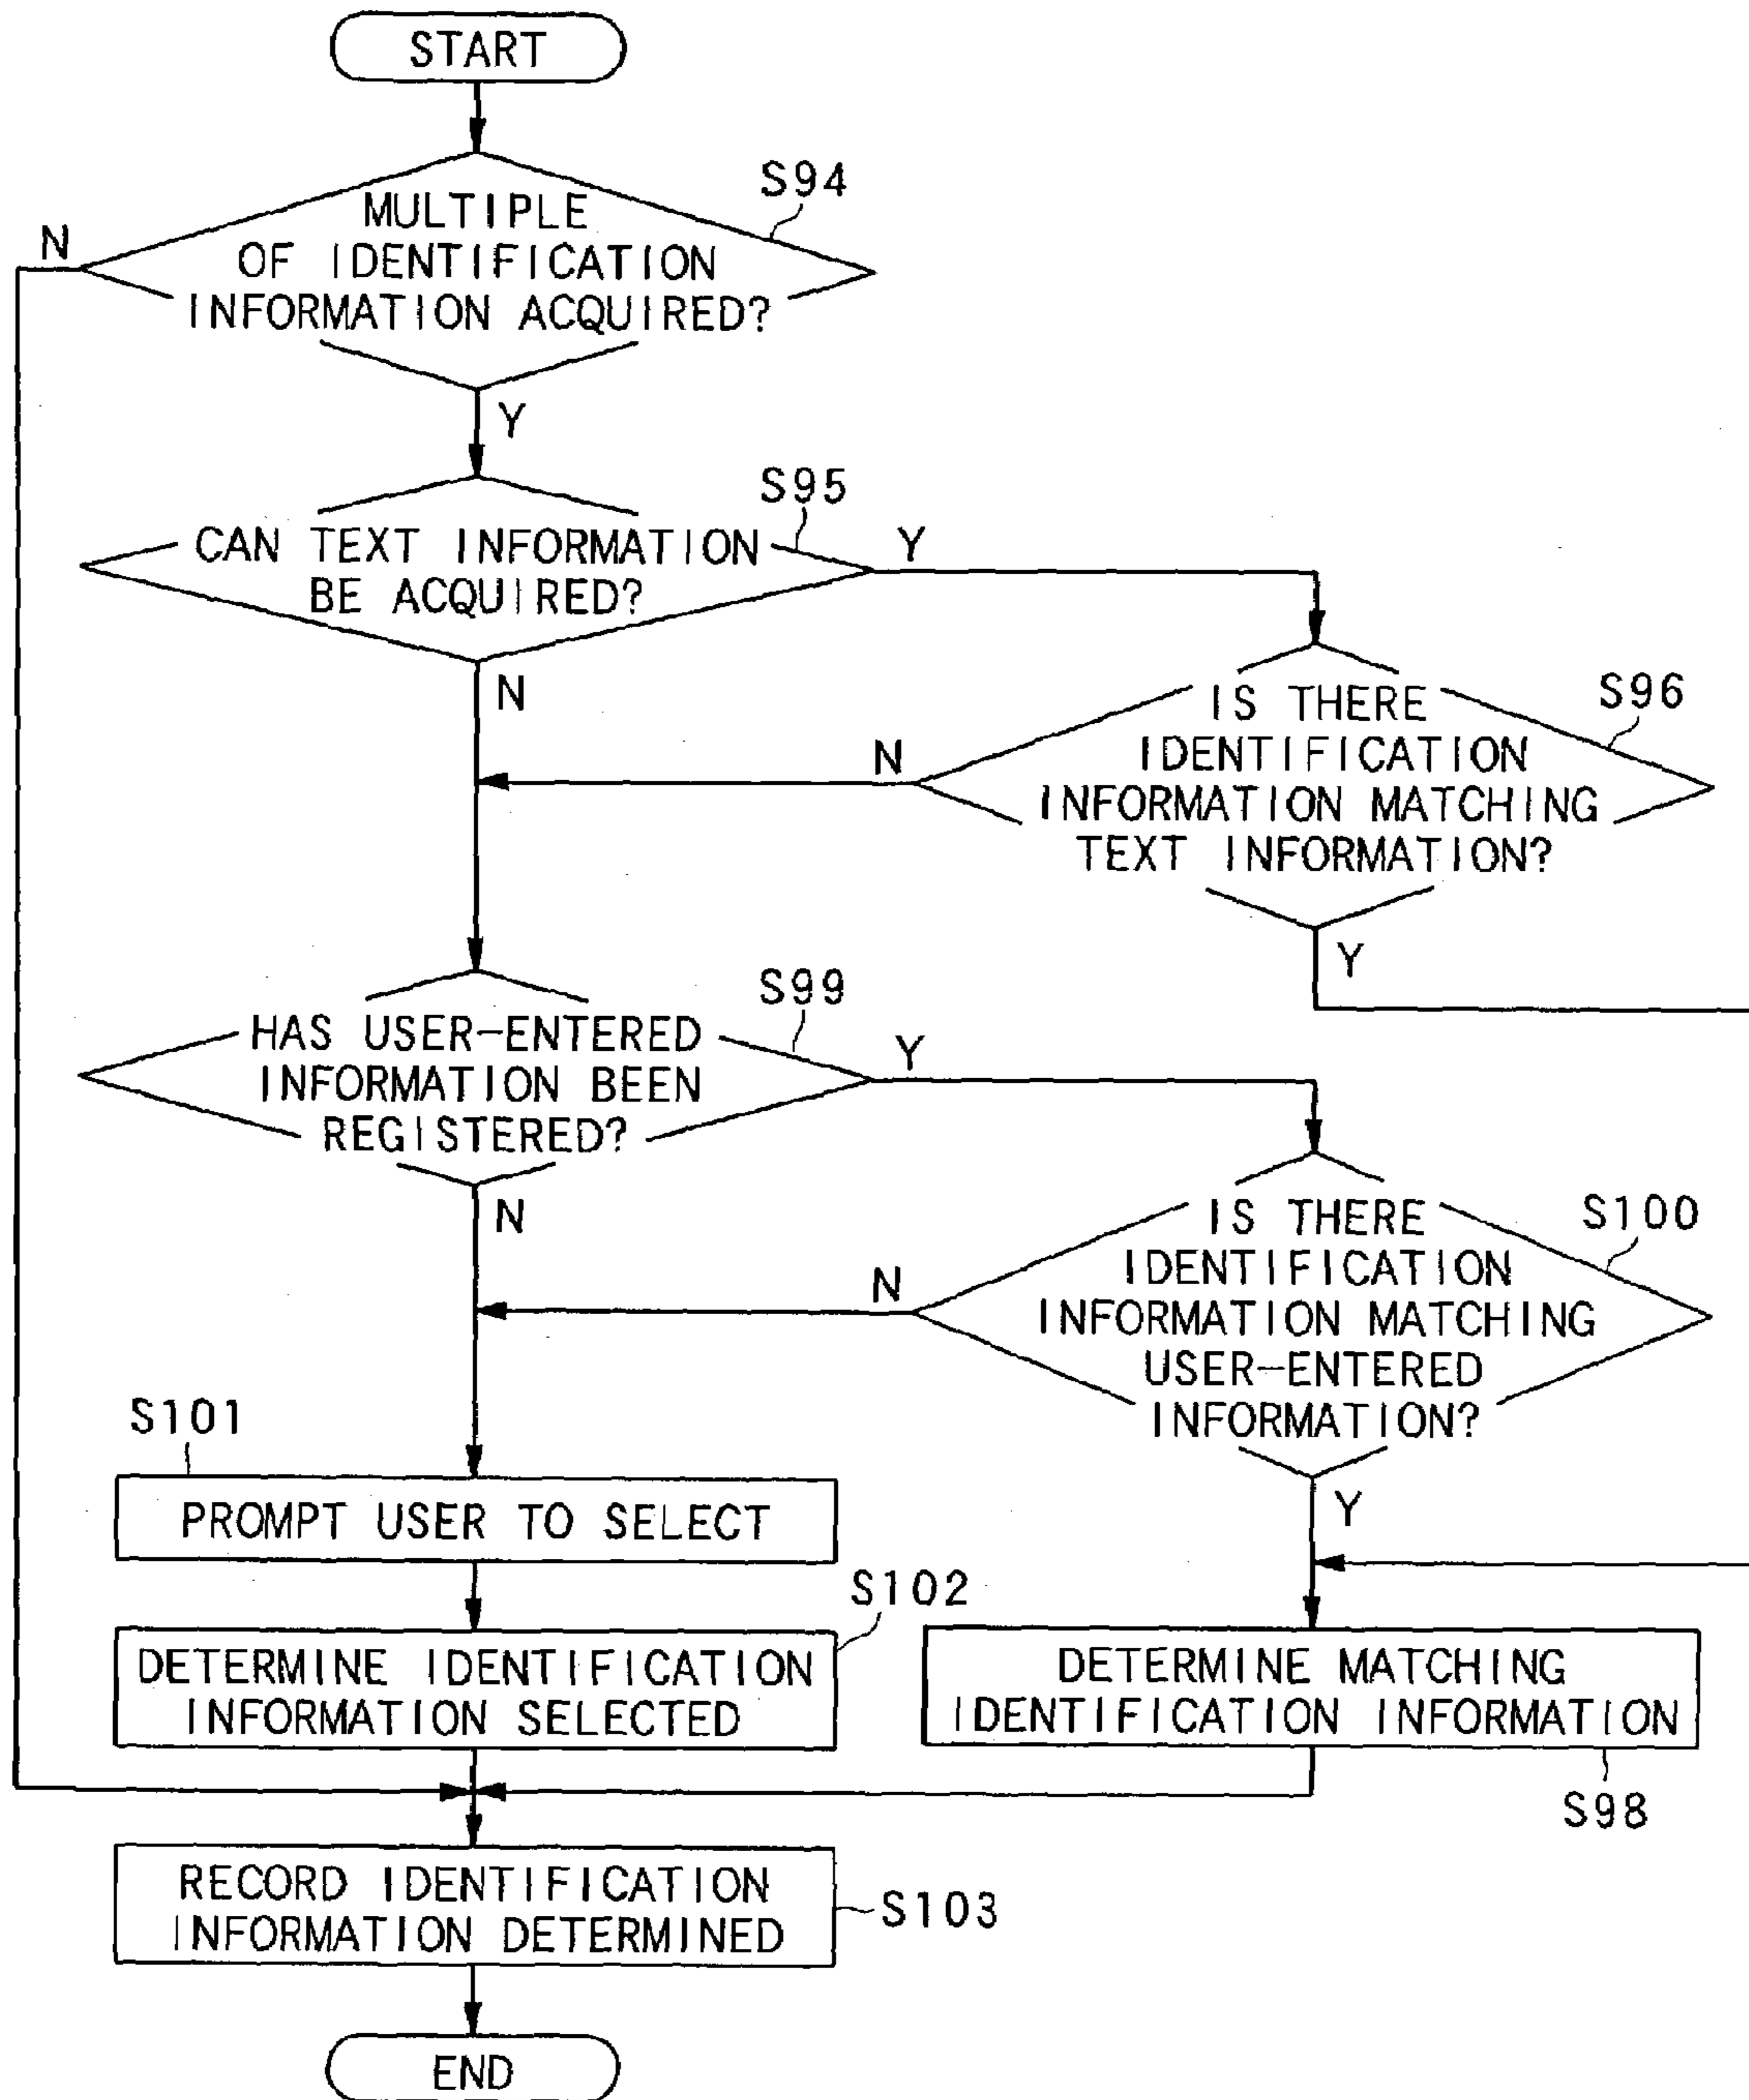 START
S94
MULTIPLE
OF IDENTIFICATION
INFORMATION ACQUIRED?
N
Y
S95
CAN TEXT INFORMATION
BE ACQUIRED?
Y
N
S96
IS THERE
IDENTIFICATION
INFORMATION MATCHING
TEXT INFORMATION?
N
Y
S99
HAS USER-ENTERED
INFORMATION BEEN
REGISTERED?
Y
N
S100
IS THERE
IDENTIFICATION
INFORMATION MATCHING
USER-ENTERED
INFORMATION?
N
Y
S101
PROMPT USER TO SELECT
S102
DETERMINE IDENTIFICATION
INFORMATION SELECTED
DETERMINE MATCHING
IDENTIFICATION INFORMATION
S98
RECORD IDENTIFICATION
INFORMATION DETERMINED
S103
END